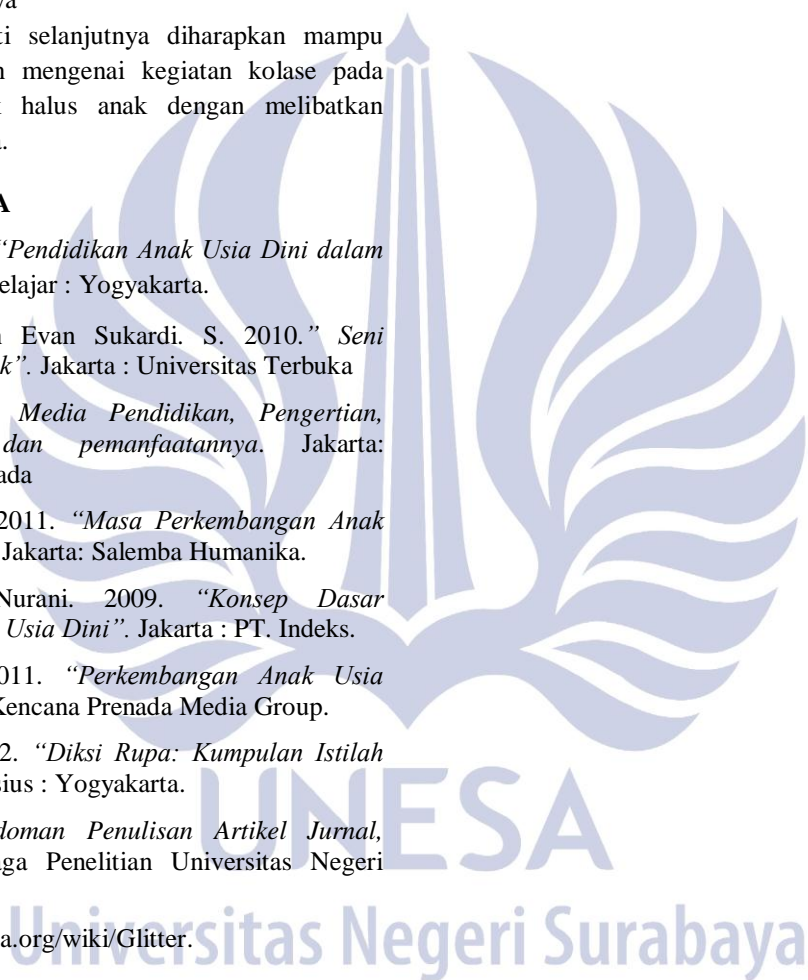 ya
ti selanjutnya diharapkan mampu
n mengenai kegiatan kolase pada
k halus anak dengan melibatkan
a.
A
“Pendidikan Anak Usia Dini dalam
elajar : Yogyakarta.
n Evan Sukardi. S. 2010.” Seni
k”. Jakarta : Universitas Terbuka
Media Pendidikan, Pengertian,
dan pemanfaatannya. Jakarta:
ada
2011. “Masa Perkembangan Anak
Jakarta: Salemba Humanika.
Nurani. 2009. “Konsep Dasar
Usia Dini”. Jakarta : PT. Indeks.
011. “Perkembangan Anak Usia
Kencana Prenada Media Group.
2. “Diksi Rupa: Kumpulan Istilah
sius : Yogyakarta.
doman Penulisan Artikel Jurnal,
aga Penelitian Universitas Negeri
a.org/wiki/Glitter.
UNESA
Universitas Negeri Surabaya